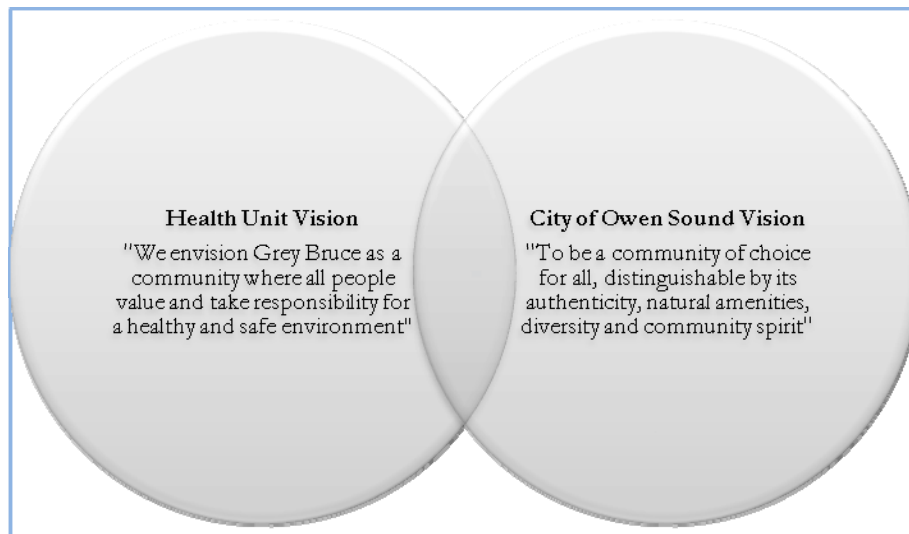 Health Unit Vision
"We envision Grey Bruce as a
community where all people
value and take responsibility for
a healthy and safe environment"
City of Owen Sound Vision
"To be a community of choice
for all, distinguishable by its
authenticity, natural amenities,
diversity and community spirit"